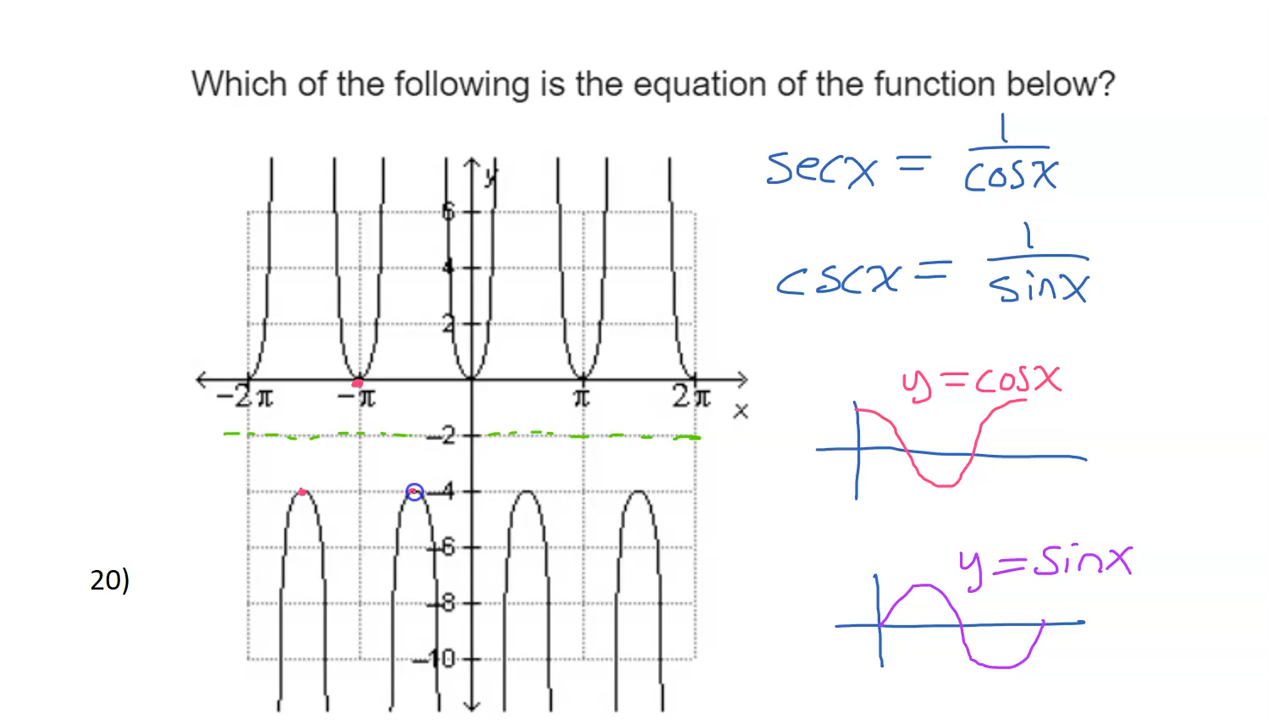 Which of the following is the equation of the function below?
secx = 1/cosx
cscx = 1/sinx
y
6
4
2
-2π
-π
π
2π
x
-2
-4
-6
-8
-10
y=cosx
y=sinx
20)